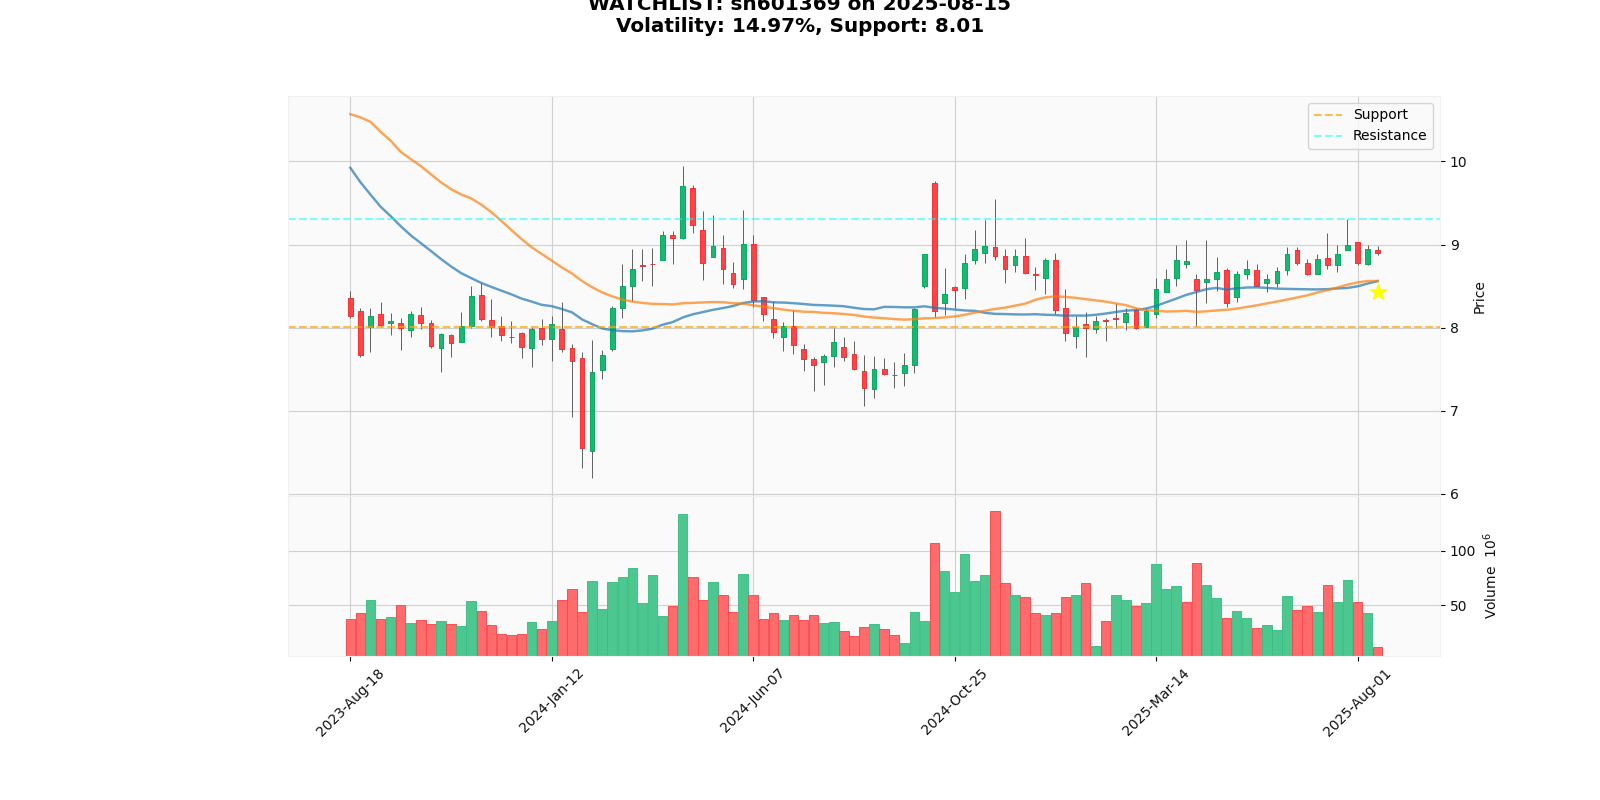 WATCHLIST: sh601369 on 2025-08-15
Volatility: 14.97%, Support: 8.01
Support
Resistance
10
9
8
7
6
Price
100
50
Volume 10^6
2023-Aug-18
2024-Jan-12
2024-Jun-07
2024-Oct-25
2025-Mar-14
2025-Aug-01